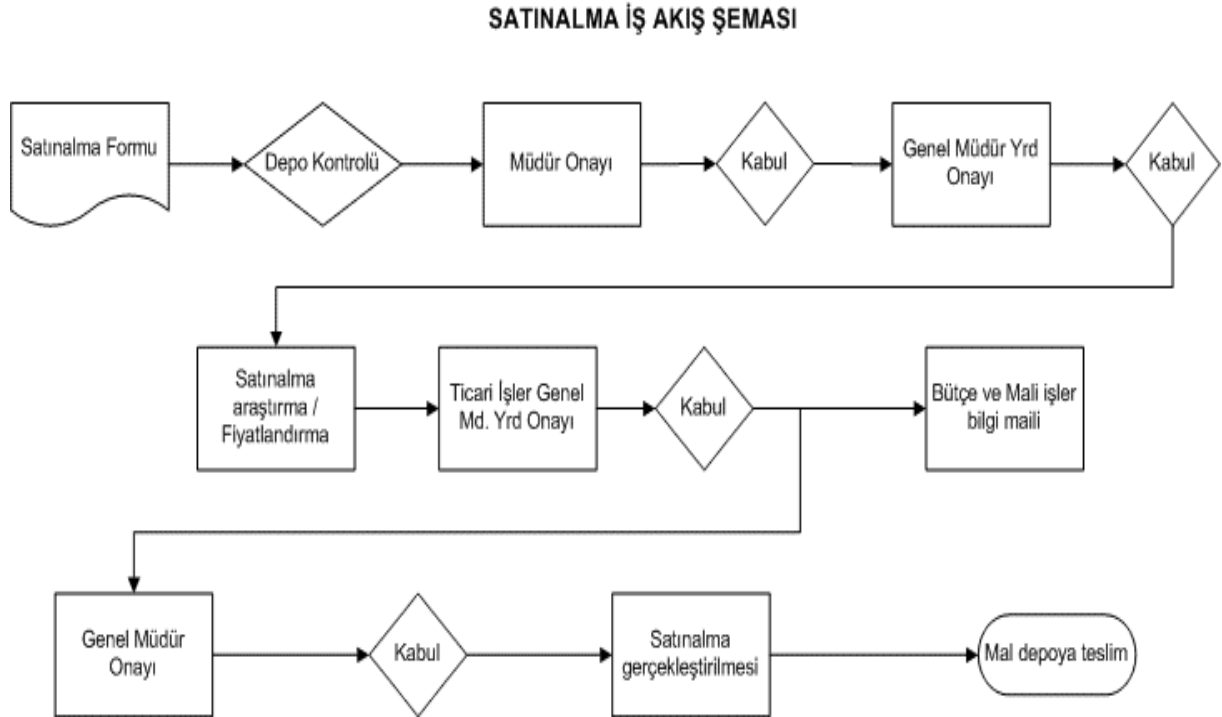 SATINALMA İŞ AKIŞ ŞEMASI
Satınalma Formu
Depo Kontrolü
Müdür Onayı
Kabul
Genel Müdür Yrd
Onayı
Kabul
Satınalma
araştırma /
Fiyatlandırma
Ticari İşler Genel
Md. Yrd Onayı
Kabul
Bütçe ve Mali işler
bilgi maili
Genel Müdür
Onayı
Kabul
Satınalma
gerçekleştirilmesi
Mal depoya teslim